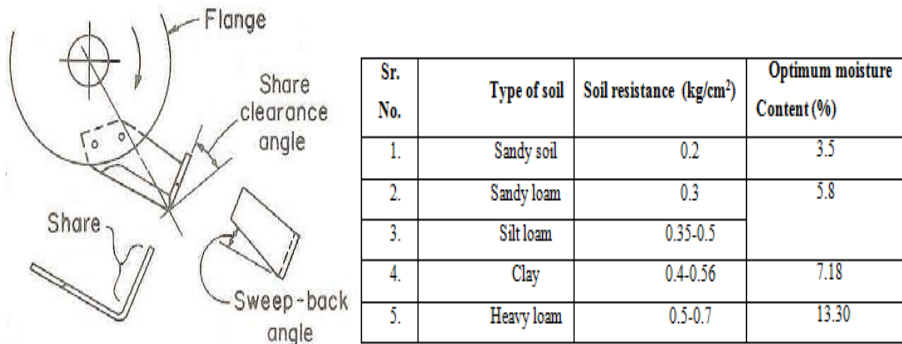 Flange
Share
clearance
angle
Share
Sweep-back
angle
Sr.
No.
Type of soil
Soil resistance (kg/cm²)
Optimum moisture
Content (%)
1.
Sandy soil
0.2
3.5
2.
Sandy loam
0.3
5.8
3.
Silt loam
0.35-0.5
4.
Clay
0.4-0.56
7.18
5.
Heavy loam
0.5-0.7
13.30